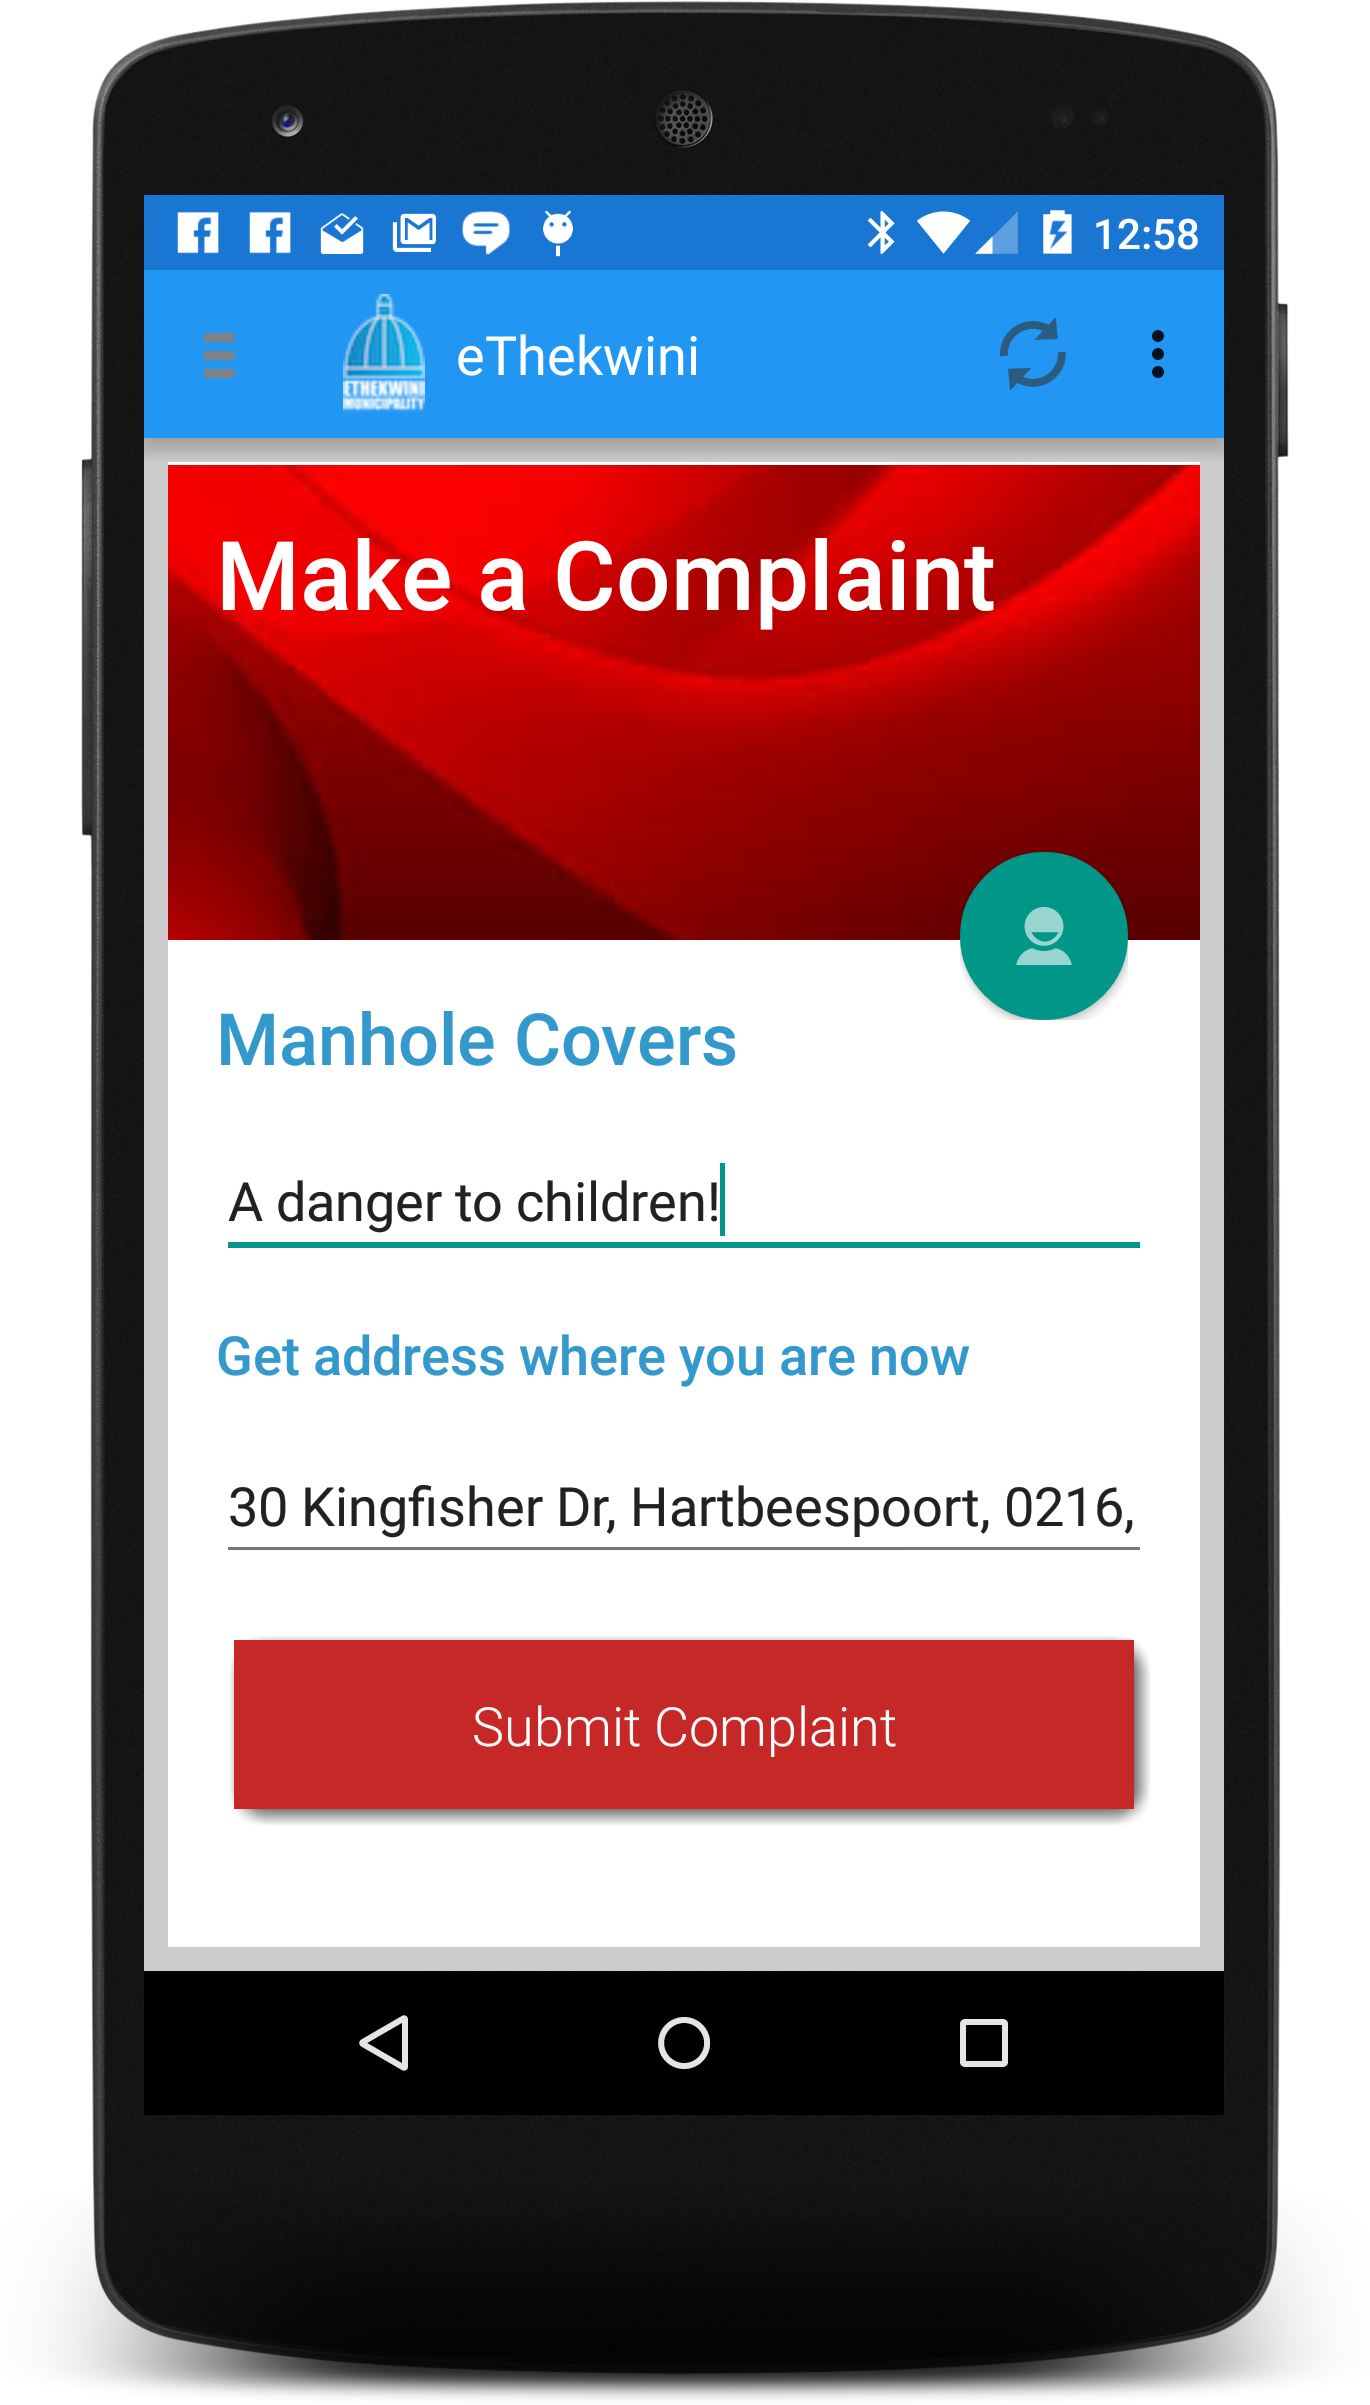 12:58
ETHEKWINI
MUNICIPALITY
eThekwini
Make a Complaint
Manhole Covers
A danger to children!
Get address where you are now
30 Kingfisher Dr, Hartbeespoort, 0216,
Submit Complaint